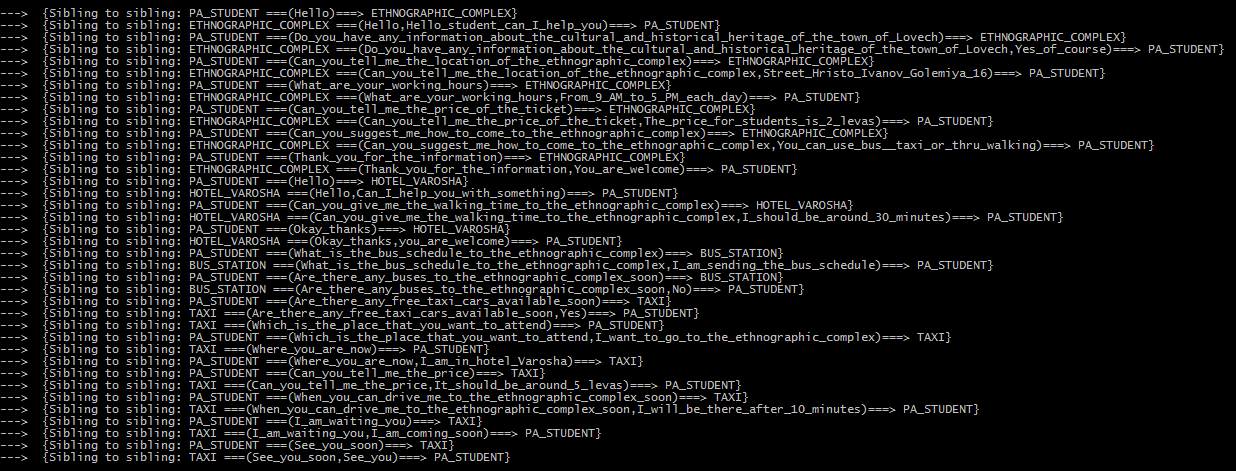 ---> {Sibling to sibling: PA_STUDENT ===(Hello)===> ETHNOGRAPHIC_COMPLEX}
---> {Sibling to sibling: ETHNOGRAPHIC_COMPLEX ===(Hello,Hello_student_can_I_help_you)===> PA_STUDENT}
---> {Sibling to sibling: PA_STUDENT ===(Do_you_have_any_information_about_the_cultural_and_historical_heritage_of_the_town_of_Lovech)===> ETHNOGRAPHIC_COMPLEX}
---> {Sibling to sibling: ETHNOGRAPHIC_COMPLEX ===(Do_you_have_any_information_about_the_cultural_and_historical_heritage_of_the_town_of_Lovech,Yes_of_course)===> PA_STUDENT}
---> {Sibling to sibling: PA_STUDENT ===(Can_you_tell_me_the_location_of_the_ethnographic_complex)===> ETHNOGRAPHIC_COMPLEX}
---> {Sibling to sibling: ETHNOGRAPHIC_COMPLEX ===(Can_you_tell_me_the_location_of_the_ethnographic_complex,Street_Hristo_Ivanov_Golemiya_16)===> PA_STUDENT}
---> {Sibling to sibling: PA_STUDENT ===(What_are_your_working_hours)===> ETHNOGRAPHIC_COMPLEX}
---> {Sibling to sibling: ETHNOGRAPHIC_COMPLEX ===(What_are_your_working_hours,From_9_AM_to_5_PM_each_day)===> PA_STUDENT}
---> {Sibling to sibling: PA_STUDENT ===(Can_you_tell_me_the_price_of_the_ticket)===> ETHNOGRAPHIC_COMPLEX}
---> {Sibling to sibling: ETHNOGRAPHIC_COMPLEX ===(Can_you_tell_me_the_price_of_the_ticket,The_price_for_students_is_2_levas)===> PA_STUDENT}
---> {Sibling to sibling: PA_STUDENT ===(Can_you_suggest_me_how_to_come_to_the_ethnographic_complex)===> ETHNOGRAPHIC_COMPLEX}
---> {Sibling to sibling: ETHNOGRAPHIC_COMPLEX ===(Can_you_suggest_me_how_to_come_to_the_ethnographic_complex,You_can_use_bus__taxi_or_thru_walking)===> PA_STUDENT}
---> {Sibling to sibling: PA_STUDENT ===(Thank_you_for_the_information)===> ETHNOGRAPHIC_COMPLEX}
---> {Sibling to sibling: ETHNOGRAPHIC_COMPLEX ===(Thank_you_for_the_information,You_are_welcome)===> PA_STUDENT}
---> {Sibling to sibling: PA_STUDENT ===(Hello)===> HOTEL_VAROSHA}
---> {Sibling to sibling: HOTEL_VAROSHA ===(Hello,Can_I_help_you_with_something)===> PA_STUDENT}
---> {Sibling to sibling: PA_STUDENT ===(Can_you_give_me_the_walking_time_to_the_ethnographic_complex)===> HOTEL_VAROSHA}
---> {Sibling to sibling: HOTEL_VAROSHA ===(Can_you_give_me_the_walking_time_to_the_ethnographic_complex,I_should_be_around_30_minutes)===> PA_STUDENT}
---> {Sibling to sibling: PA_STUDENT ===(Okay_thanks)===> HOTEL_VAROSHA}
---> {Sibling to sibling: HOTEL_VAROSHA ===(Okay_thanks,you_are_welcome)===> PA_STUDENT}
---> {Sibling to sibling: PA_STUDENT ===(What_is_the_bus_schedule_to_the_ethnographic_complex)===> BUS_STATION}
---> {Sibling to sibling: BUS_STATION ===(What_is_the_bus_schedule_to_the_ethnographic_complex,I_am_sending_the_bus_schedule)===> PA_STUDENT}
---> {Sibling to sibling: PA_STUDENT ===(Are_there_any_buses_to_the_ethnographic_complex_soon)===> BUS_STATION}
---> {Sibling to sibling: BUS_STATION ===(Are_there_any_buses_to_the_ethnographic_complex_soon,No)===> PA_STUDENT}
---> {Sibling to sibling: PA_STUDENT ===(Are_there_any_free_taxi_cars_available_soon)===> TAXI}
---> {Sibling to sibling: TAXI ===(Are_there_any_free_taxi_cars_available_soon,Yes)===> PA_STUDENT}
---> {Sibling to sibling: TAXI ===(Which_is_the_place_that_you_want_to_attend)===> PA_STUDENT}
---> {Sibling to sibling: PA_STUDENT ===(Which_is_the_place_that_you_want_to_attend,I_want_to_go_to_the_ethnographic_complex)===> TAXI}
---> {Sibling to sibling: TAXI ===(Where_you_are_now)===> PA_STUDENT}
---> {Sibling to sibling: PA_STUDENT ===(Where_you_are_now,I_am_in_hotel_Varosha)===> TAXI}
---> {Sibling to sibling: PA_STUDENT ===(Can_you_tell_me_the_price)===> TAXI}
---> {Sibling to sibling: TAXI ===(Can_you_tell_me_the_price,It_should_be_around_5_levas)===> PA_STUDENT}
---> {Sibling to sibling: PA_STUDENT ===(When_you_can_drive_me_to_the_ethnographic_complex_soon)===> TAXI}
---> {Sibling to sibling: TAXI ===(When_you_can_drive_me_to_the_ethnographic_complex_soon,I_will_be_there_after_10_minutes)===> PA_STUDENT}
---> {Sibling to sibling: PA_STUDENT ===(I_am_waiting_you)===> TAXI}
---> {Sibling to sibling: TAXI ===(I_am_waiting_you,I_am_coming_soon)===> PA_STUDENT}
---> {Sibling to sibling: PA_STUDENT ===(See_you_soon)===> TAXI}
---> {Sibling to sibling: TAXI ===(See_you_soon,See_you)===> PA_STUDENT}